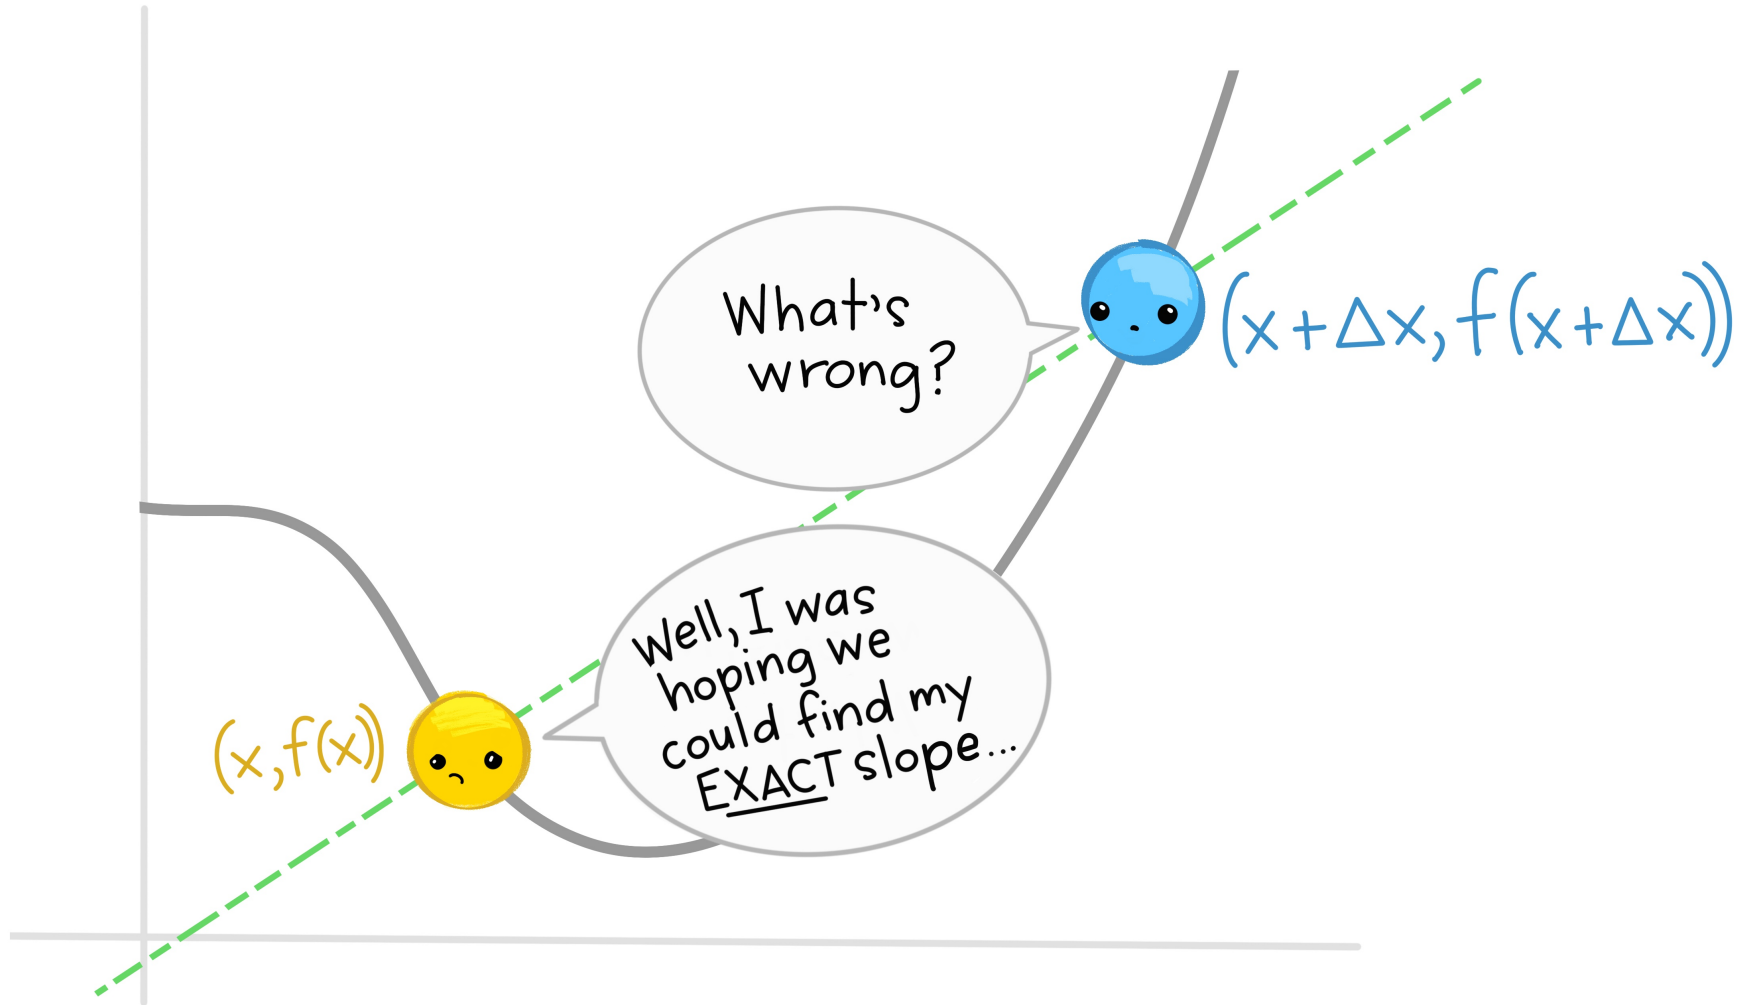 What's
wrong?
(x+Δx, f(x+Δx))
Well, I was
hoping we
could find my
EXACT slope...
(x, f(x))